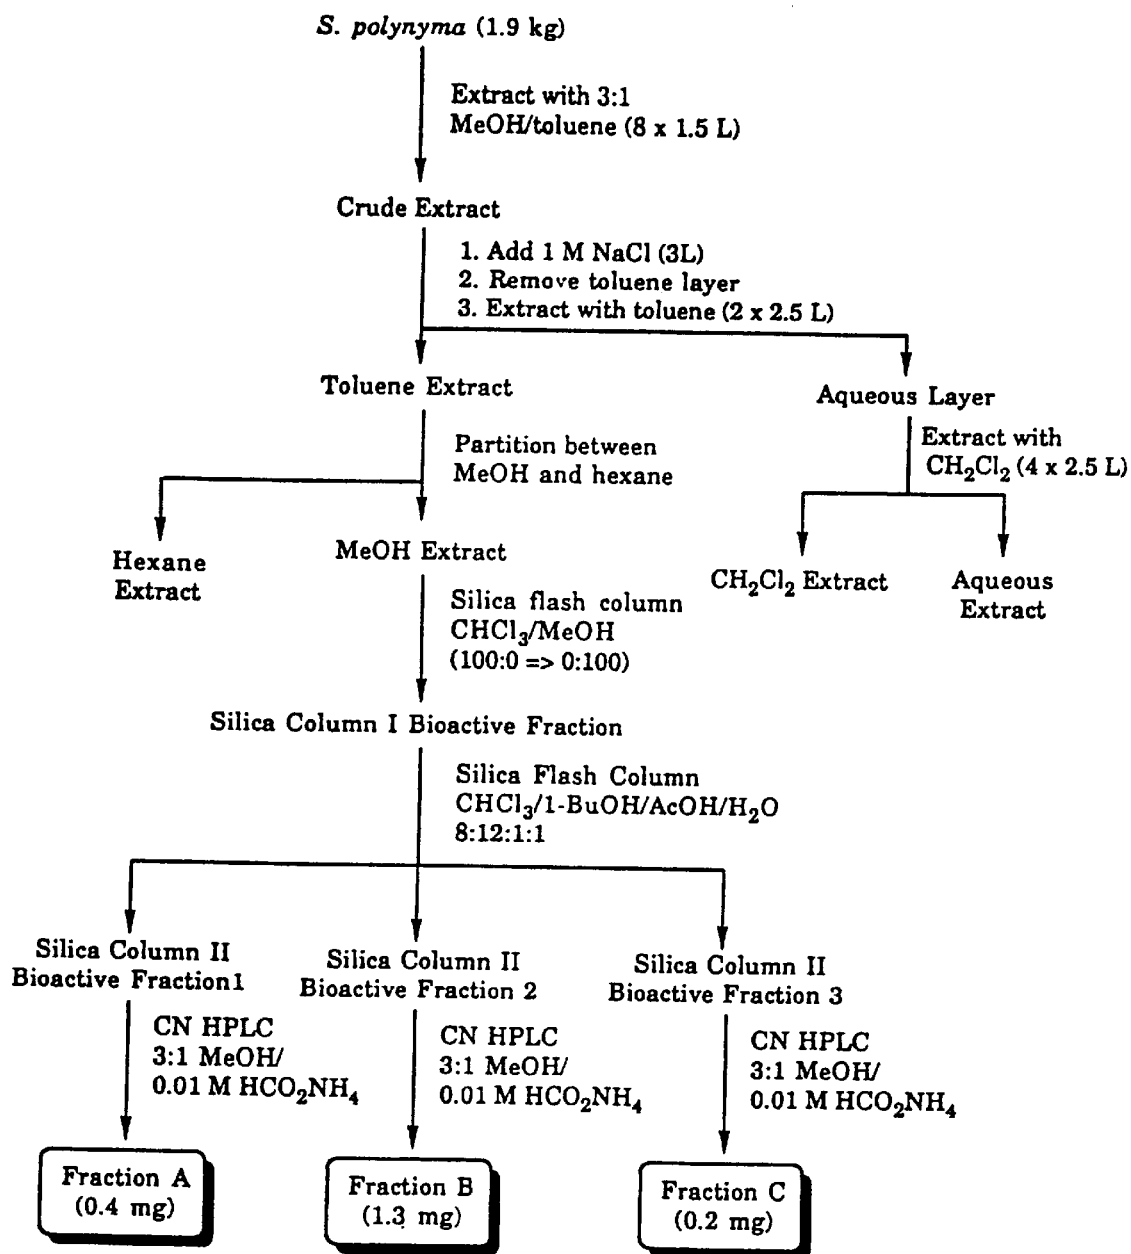 S. polynyma (1.9 kg)
Extract with 3:1
MeOH/toluene (8 x 1.5 L)
Crude Extract
1. Add 1 M NaCl (3L)
2. Remove toluene layer
3. Extract with toluene (2 x 2.5 L)
Toluene Extract
Aqueous Layer
Partition between
MeOH and hexane
Extract with
CH₂Cl₂ (4 x 2.5 L)
Hexane
Extract
MeOH Extract
CH₂Cl₂ Extract
Aqueous
Extract
Silica flash column
CHCl₃/MeOH
(100:0 => 0:100)
Silica Column I Bioactive Fraction
Silica Flash Column
CHCl₃/1-BuOH/AcOH/H₂O
8:12:1:1
Silica Column II
Bioactive Fraction1
Silica Column II
Bioactive Fraction 2
Silica Column II
Bioactive Fraction 3
CN HPLC
3:1 MeOH/
0.01 M HCO₂NH₄
CN HPLC
3:1 MeOH/
0.01 M HCO₂NH₄
CN HPLC
3:1 MeOH/
0.01 M HCO₂NH₄
Fraction A
(0.4 mg)
Fraction B
(1.3 mg)
Fraction C
(0.2 mg)